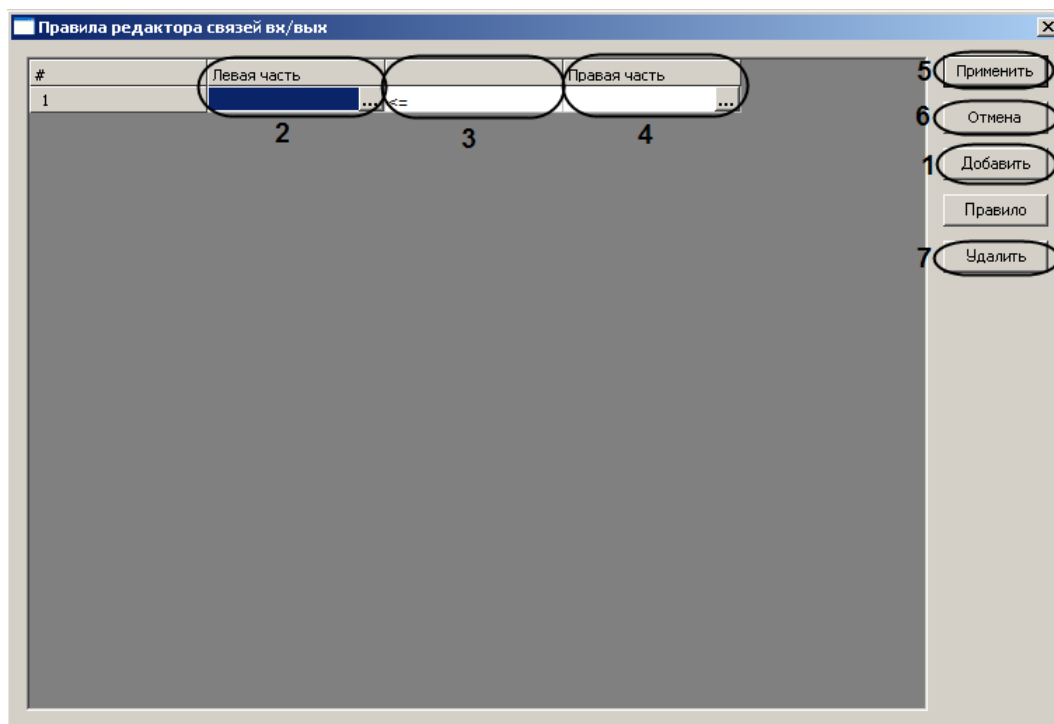 Правила редактора связей вх/вых
# Левая часть Правая часть
1 ... <= ...
2 3 4
5 Применить
6 Отмена
1 Добавить
Правило
7 Удалить